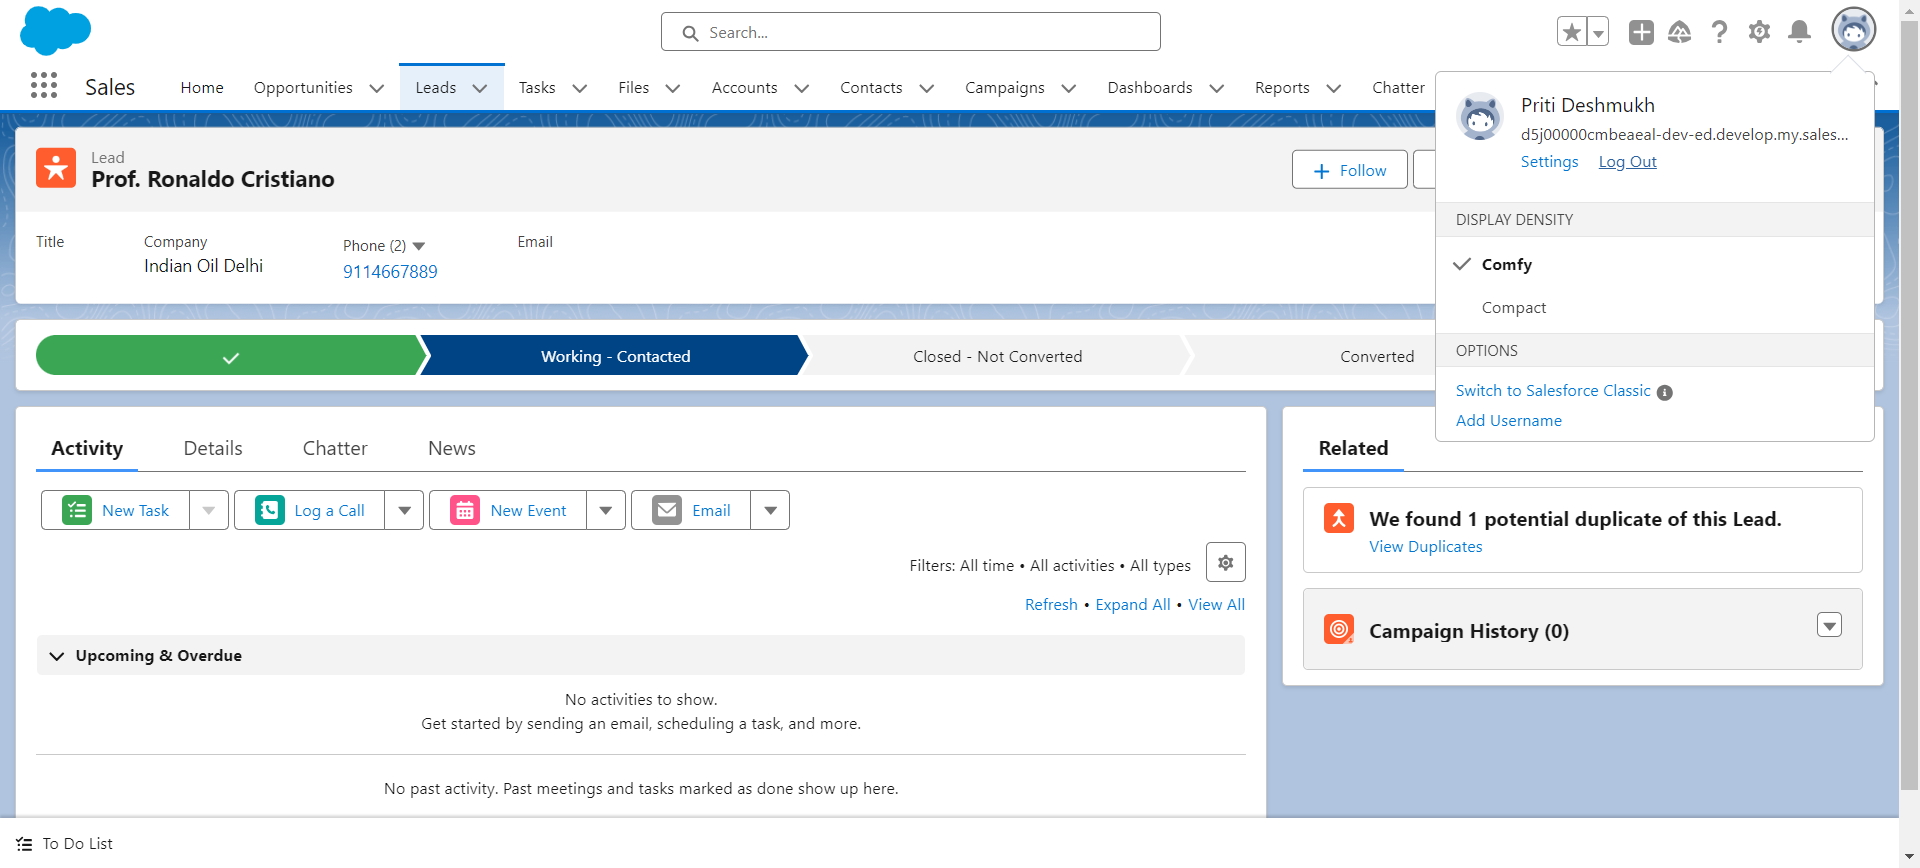 Search...
Sales
Home
Opportunities
Leads
Tasks
Files
Accounts
Contacts
Campaigns
Dashboards
Reports
Chatter
Priti Deshmukh
d5j00000cmbeaeal-dev-ed.develop.my.sales...
Settings
Log Out
DISPLAY DENSITY
Comfy
Compact
OPTIONS
Switch to Salesforce Classic
Add Username
Lead
Prof. Ronaldo Cristiano
Follow
Title
Company
Indian Oil Delhi
Phone (2)
9114667889
Email
Working - Contacted
Closed - Not Converted
Converted
Activity
Details
Chatter
News
New Task
Log a Call
New Event
Email
Filters: All time • All activities • All types
Refresh • Expand All • View All
Upcoming & Overdue
No activities to show.
Get started by sending an email, scheduling a task, and more.
No past activity. Past meetings and tasks marked as done show up here.
Related
We found 1 potential duplicate of this Lead.
View Duplicates
Campaign History (0)
To Do List